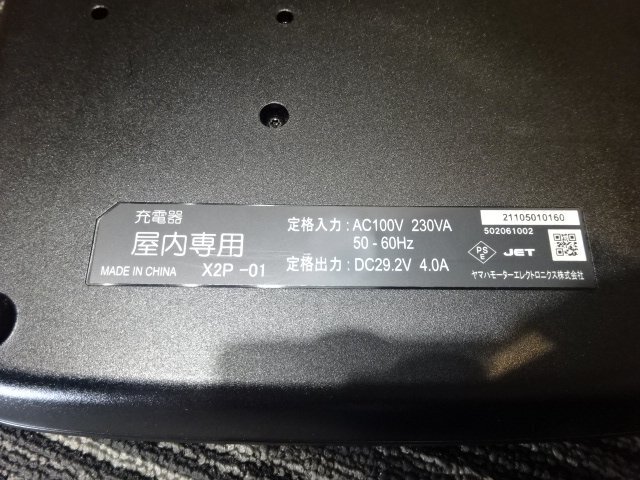 充電器
屋内専用
MADE IN CHINA X2P -01
定格入力 : AC100V 230VA
50 - 60Hz
定格出力 : DC29.2V 4.0A
21105010160
502061002
PS
E
JET
ヤマハモーターエレクトロニクス株式会社